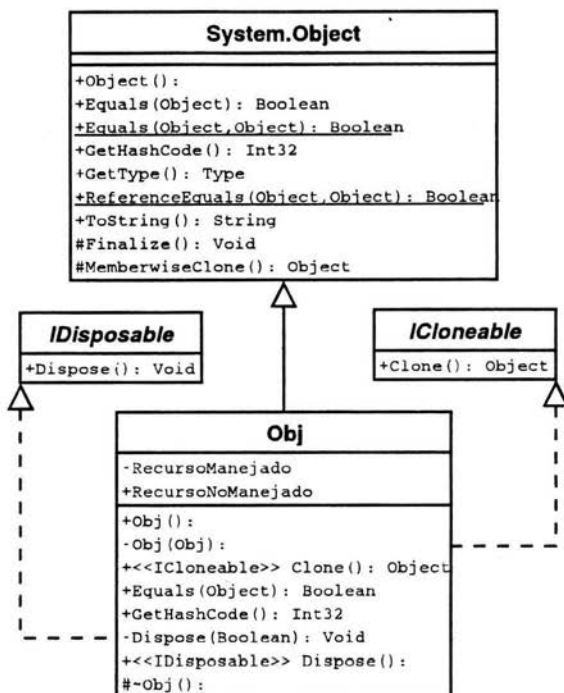 System.Object
+Object():
+Equals(Object): Boolean
+Equals(Object,Object): Boolean
+GetHashCode(): Int32
+GetType(): Type
+ReferenceEquals(Object,Object): Boolean
+ToString(): String
#Finalize(): Void
#MemberwiseClone(): Object
IDisposable
+Dispose(): Void
ICloneable
+Clone(): Object
Obj
-RecursoManejado
+RecursoNoManejado
+Obj():
-Obj(Obj):
+<<ICloneable>> Clone(): Object
+Equals(Object): Boolean
+GetHashCode(): Int32
-Dispose(Boolean): Void
+<<IDisposable>> Dispose():
#~Obj():